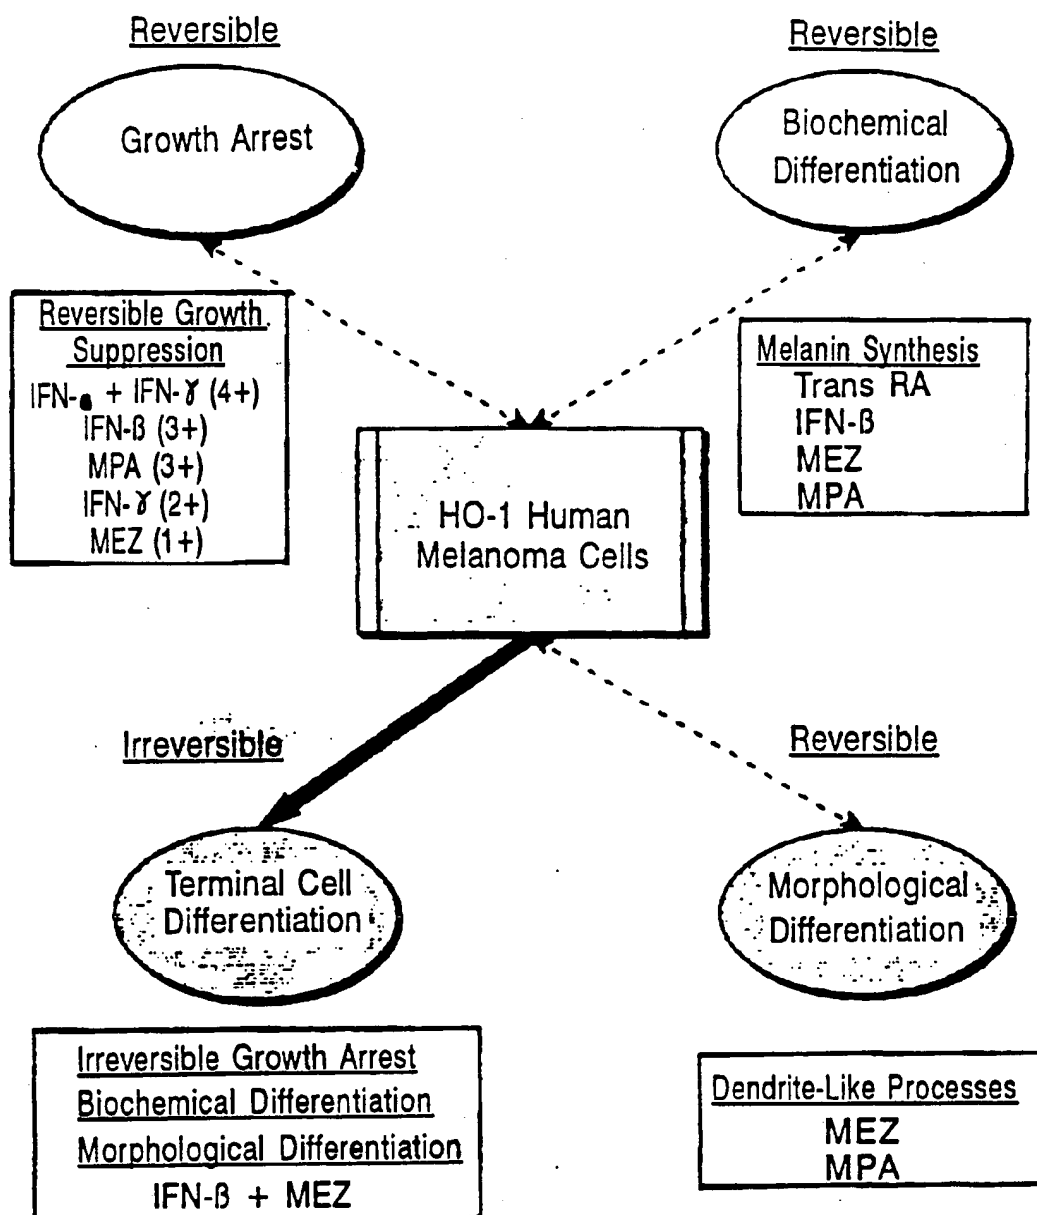 Reversible
Growth Arrest
Reversible Growth
Suppression
IFN- + IFN-γ (4+)
IFN-β (3+)
MPA (3+)
IFN-γ (2+)
MEZ (1+)
Reversible
Biochemical
Differentiation
Melanin Synthesis
Trans RA
IFN-β
MEZ
MPA
HO-1 Human
Melanoma Cells
Irreversible
Terminal Cell
Differentiation
Irreversible Growth Arrest
Biochemical Differentiation
Morphological Differentiation
IFN-β + MEZ
Reversible
Morphological
Differentiation
Dendrite-Like Processes
MEZ
MPA